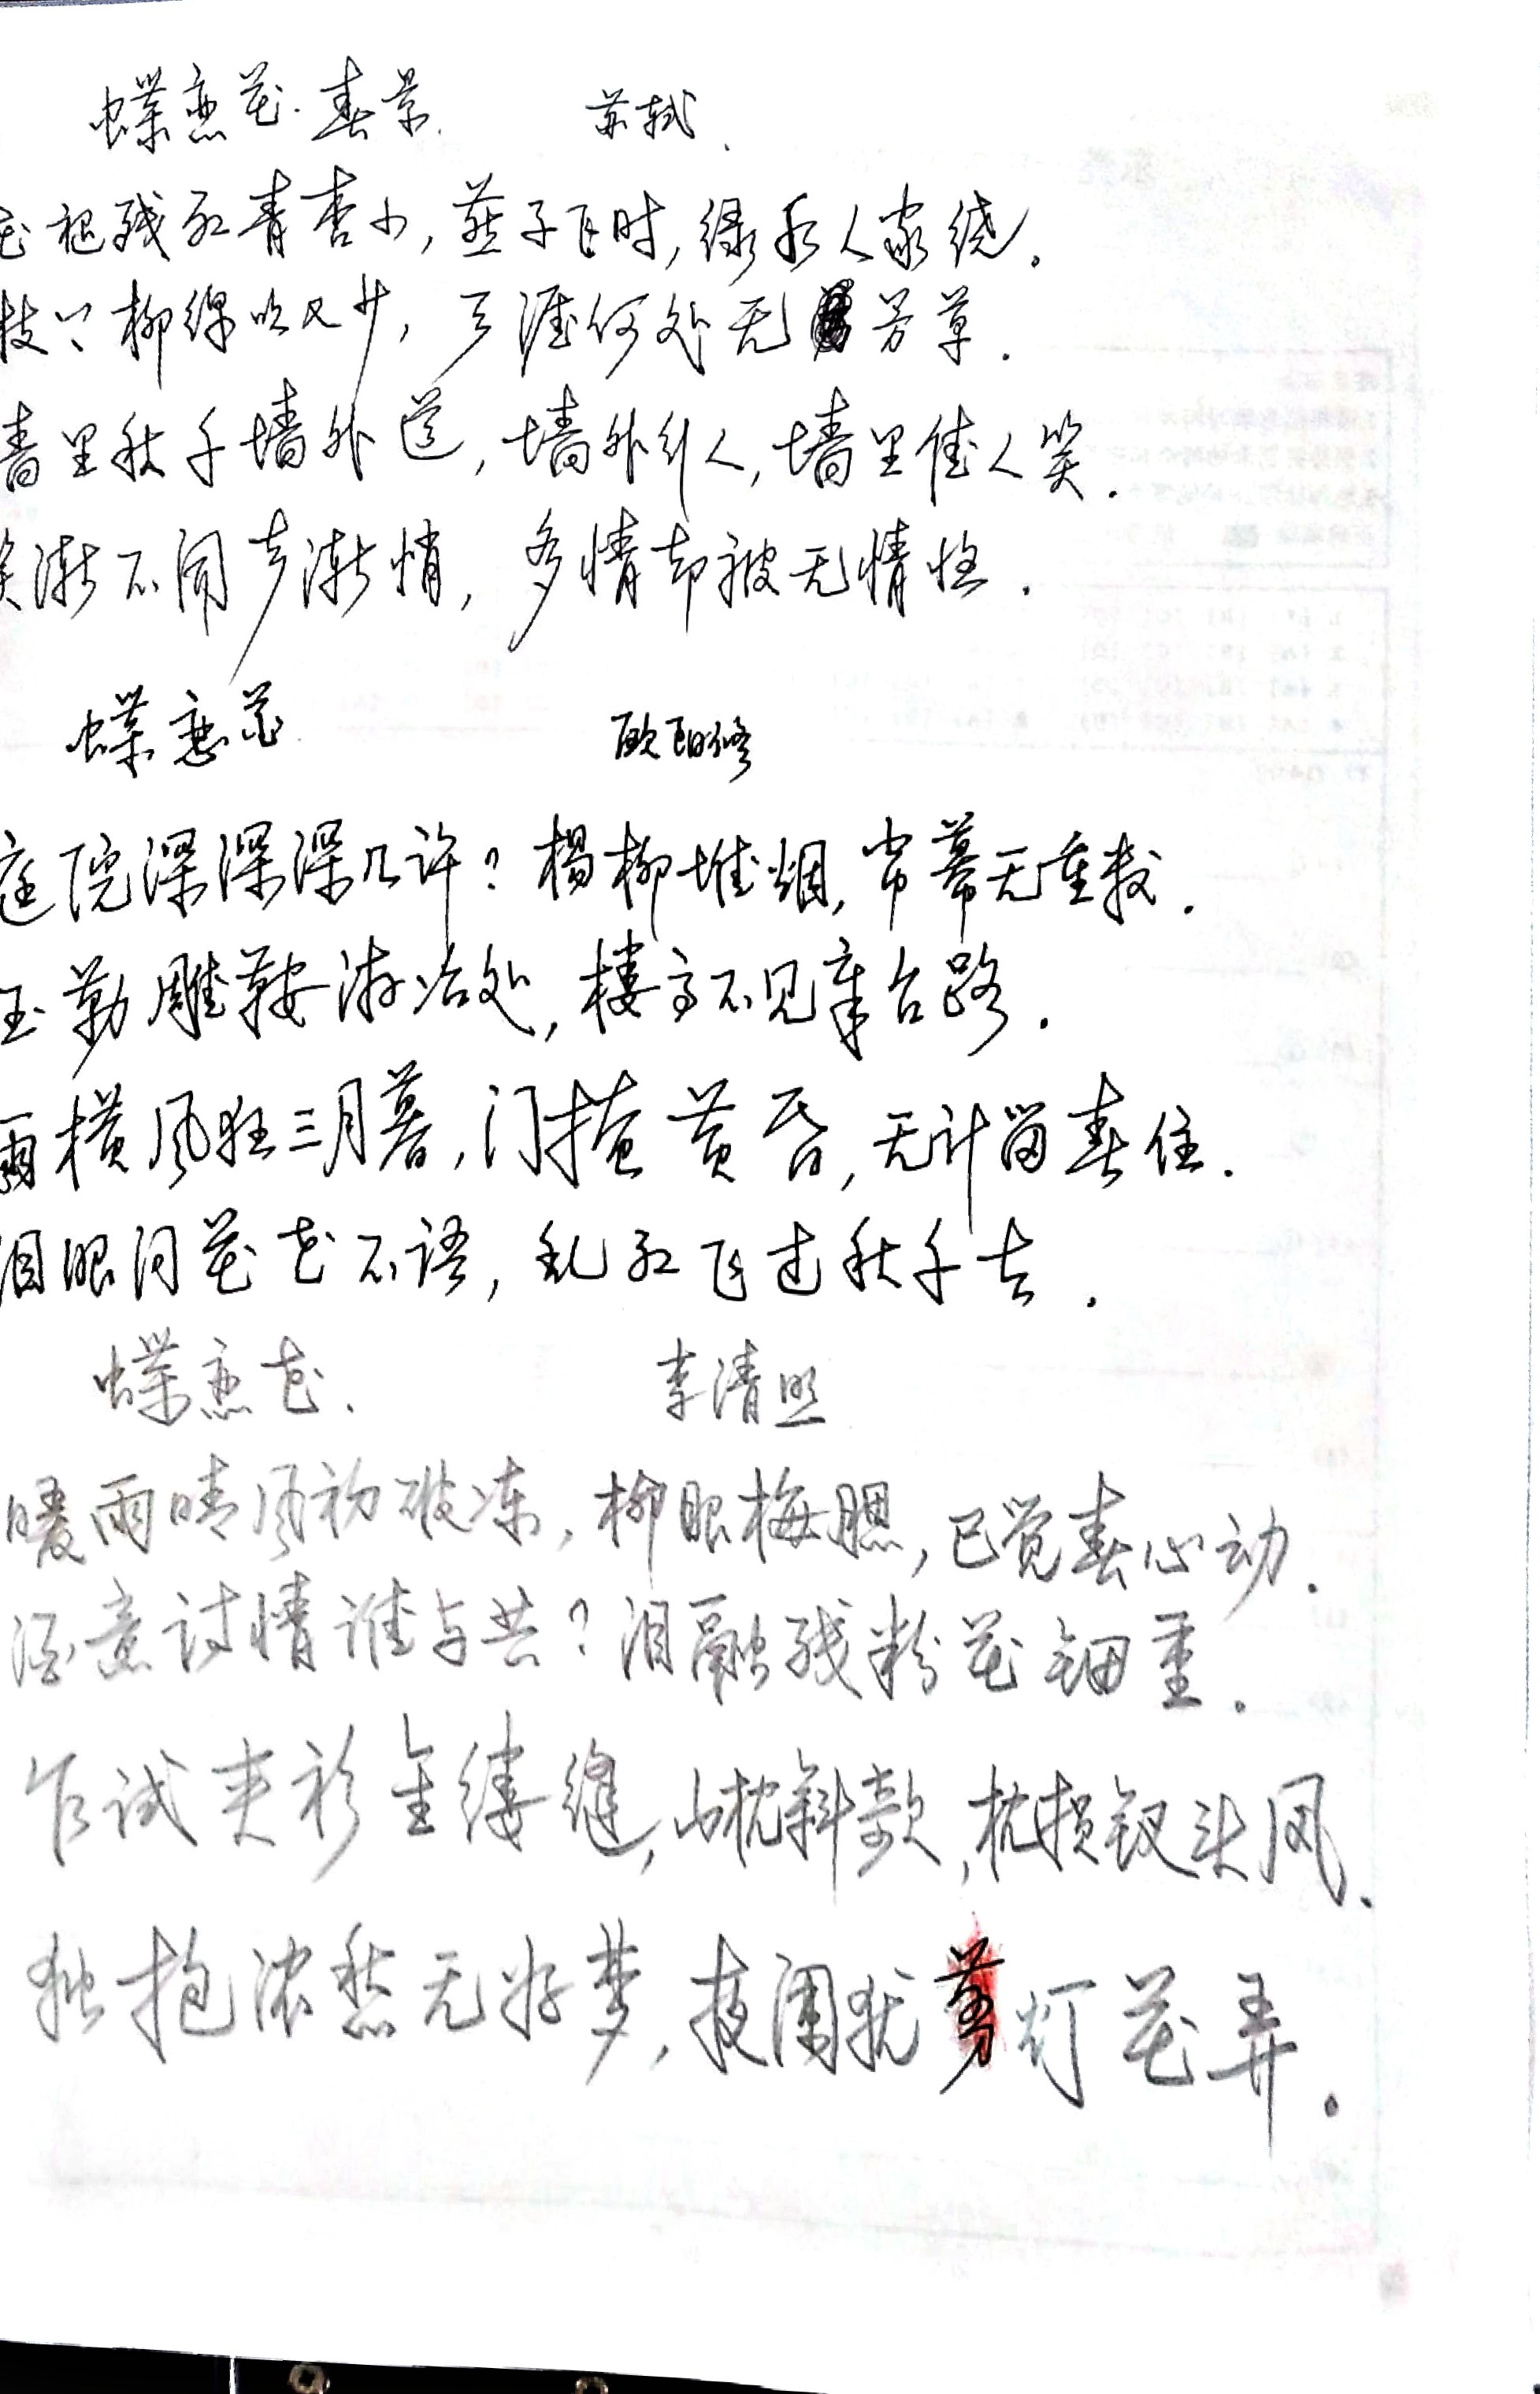 蝶恋花·春景 苏轼
花褪残红青杏小,燕子飞时,绿水人家绕。
枝上柳绵吹又少,天涯何处无芳草.
墙里秋千墙外道,墙外行人,墙里佳人笑.
笑渐不闻声渐悄,多情却被无情恼.
蝶恋花 欧阳修
庭院深深深几许?杨柳堆烟,帘幕无重数.
玉勒雕鞍游冶处,楼高不见章台路.
雨横风狂三月暮,门掩黄昏,无计留春住.
泪眼问花花不语,乱红飞过秋千去.
蝶恋花. 李清照
暖雨晴风初破冻,柳眼梅腮,已觉春心动.
酒意诗情谁与共?泪融残粉花钿重.
乍试夹衫金缕缝,山枕斜欹,枕损钗头凤.
独抱浓愁无好梦,夜阑犹剪灯花弄.